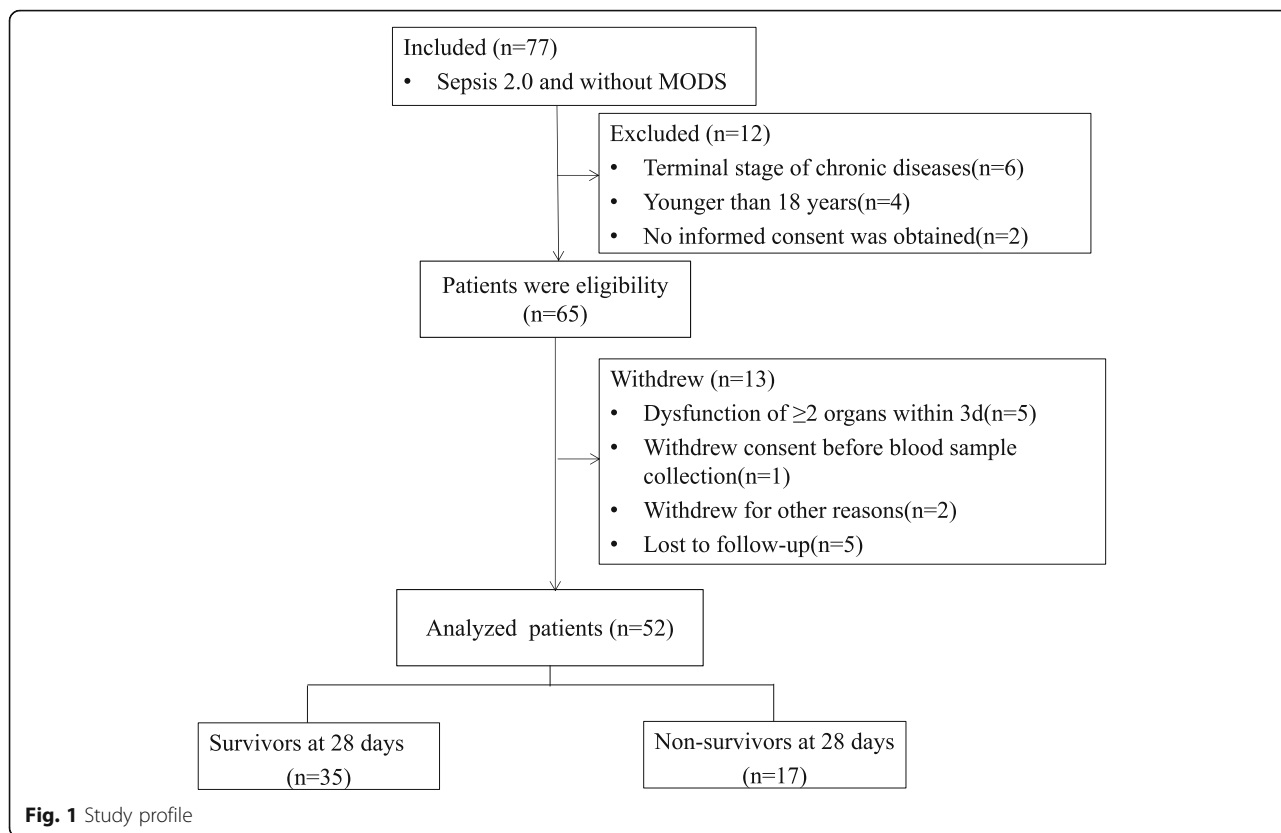 Included (n=77)
• Sepsis 2.0 and without MODS
Excluded (n=12)
• Terminal stage of chronic diseases(n=6)
• Younger than 18 years(n=4)
• No informed consent was obtained(n=2)
Patients were eligibility
(n=65)
Withdrew (n=13)
• Dysfunction of ≥2 organs within 3d(n=5)
• Withdrew consent before blood sample
collection(n=1)
• Withdrew for other reasons(n=2)
• Lost to follow-up(n=5)
Analyzed patients (n=52)
Survivors at 28 days
(n=35)
Non-survivors at 28 days
(n=17)
Fig. 1 Study profile